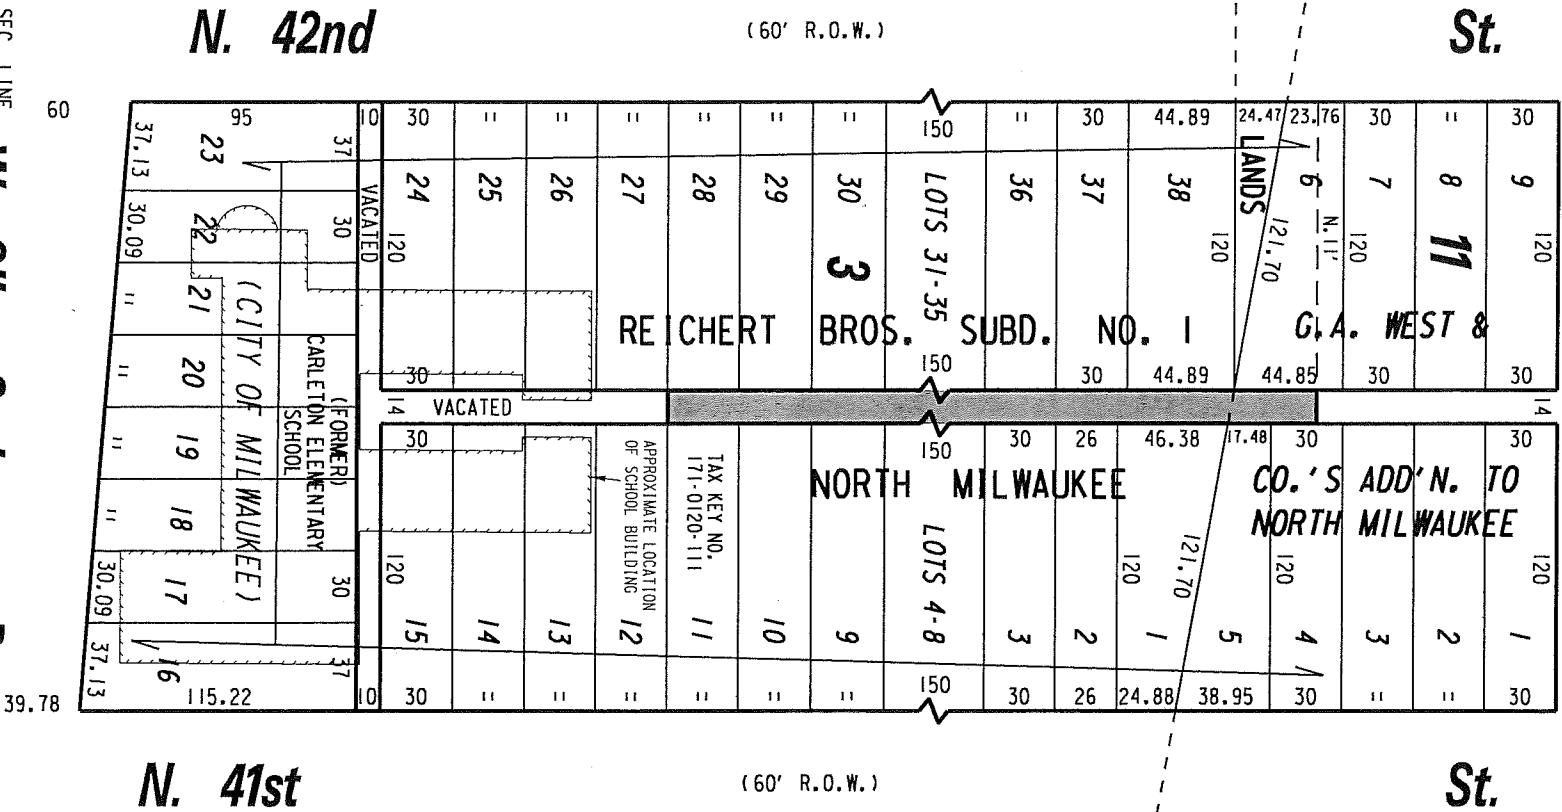 N. 42nd (60' R.O.W.) St.
SEC. LINE
60
95 10 30 " " " " " 150 " 30 44.89 24.47 23.76 30 " 30
37.13 23 37
VACATED
24 25 26 27 28 29 30 LOTS 31-35 36 37 38 LANDS 6 7 8 9
30.09 22 30
120 120 121.70 N. 11' 120 120
3 11
" 21
REICHERT BROS. SUBD. NO. 1 G.A. WEST &
(CITY OF MILWAUKEE)
(FORMER)
CARLETON ELEMENTARY
SCHOOL
" 20
30 150 30 44.89 44.85 30 30
14 VACATED 14
" 19
30 150 30 26 46.38 17.48 30 30
APPROXIMATE LOCATION
OF SCHOOL BUILDING
TAX KEY NO.
171-0120-111
NORTH MILWAUKEE
CO.'S ADD'N. TO
NORTH MILWAUKEE
" 18
120 120 121.70 120 120
30.09 17 30
15 14 13 12 11 10 9 LOTS 4-8 3 2 1 5 4 3 2 1
37.13 16 37
39.78
115.22 10 30 " " " " " " 150 30 26 24.88 38.95 30 " " 30
N. 41st (60' R.O.W.) St.